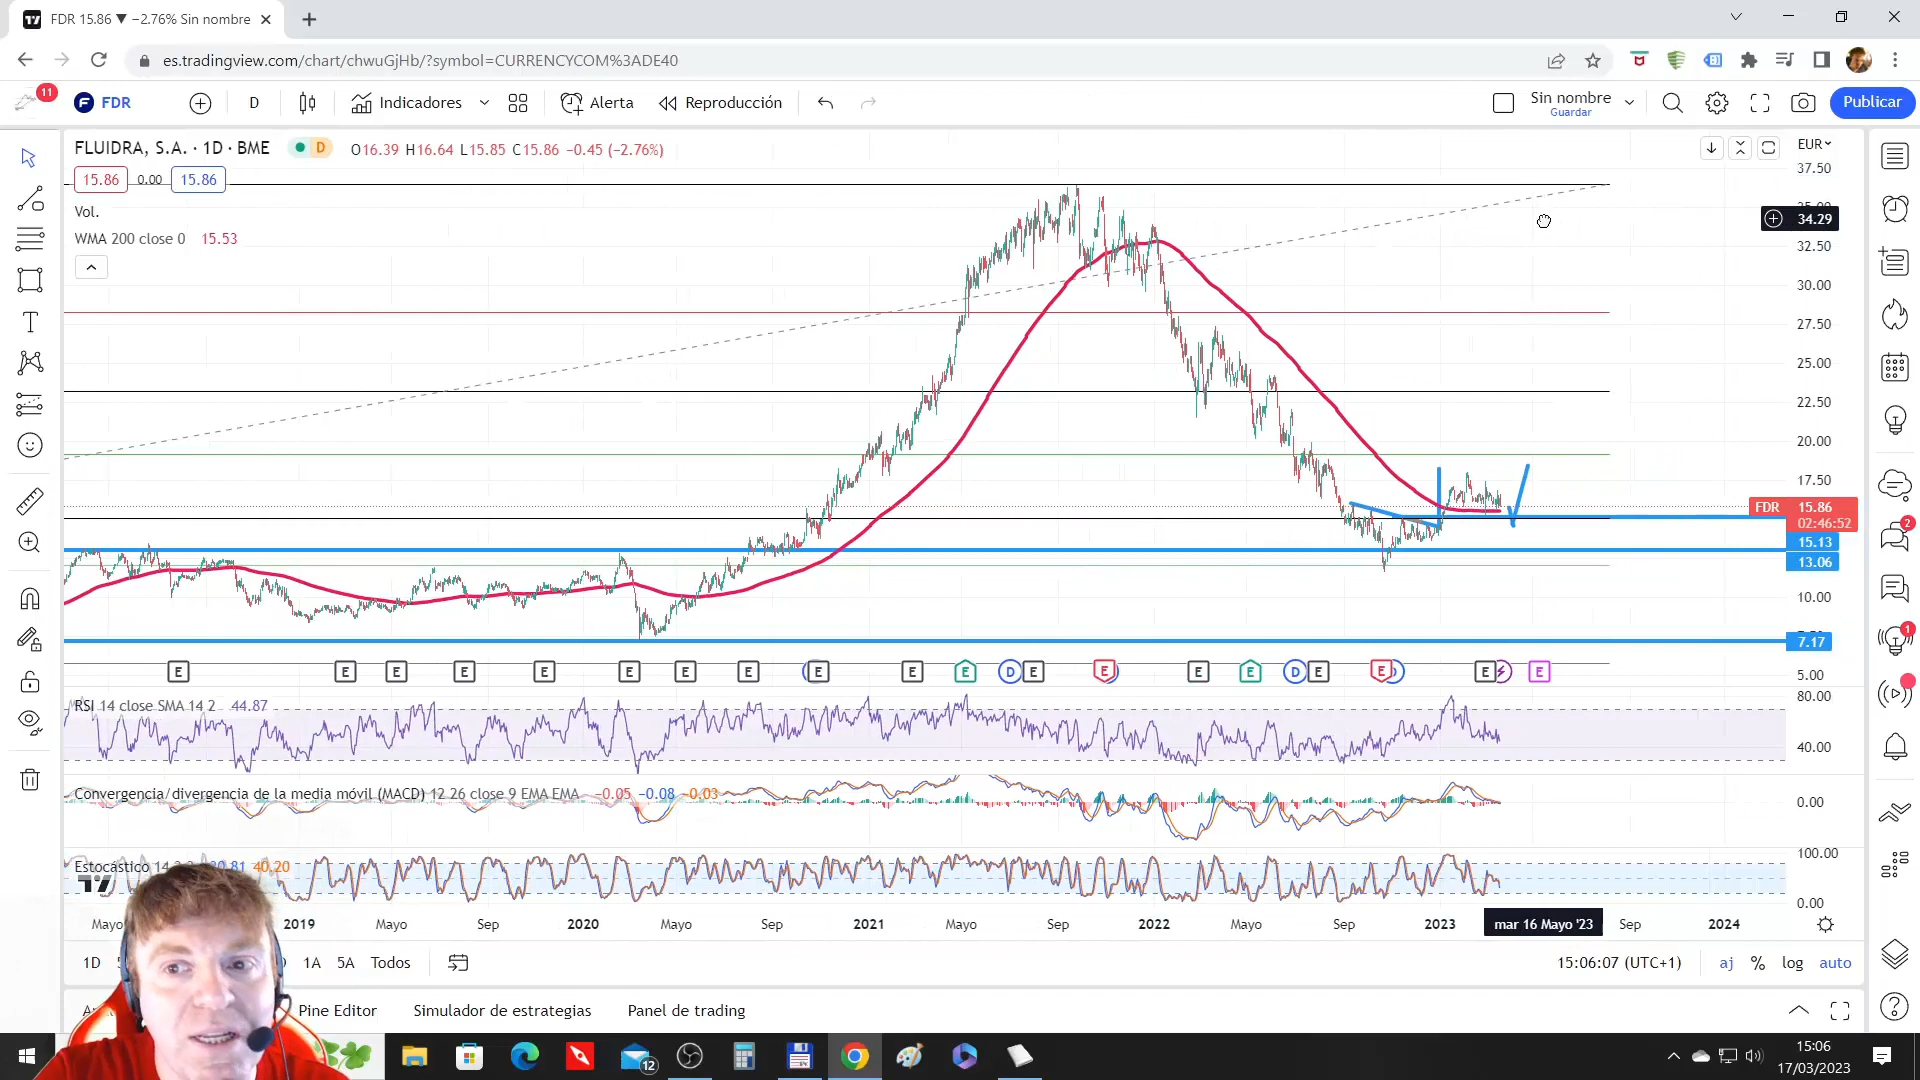 FDR 15.86 ▼ −2.76% Sin nombre
es.tradingview.com/chart/chwuGjHb/?symbol=CURRENCYCOM%3ADE40
11
FDR
D
Indicadores
Alerta
Reproducción
Sin nombre
Guardar
Publicar
FLUIDRA, S.A. · 1D · BME
D
O16.39 H16.64 L15.85 C15.86 −0.45 (−2.76%)
EUR
15.86
0.00
15.86
Vol.
WMA 200 close 0 15.53
37.50
34.29
32.50
30.00
27.50
25.00
22.50
20.00
17.50
FDR 15.86
02:46:52
15.13
13.06
10.00
7.17
5.00
E E E E E E E E E E E D E E E E D E E E E
RSI 14 close SMA 14 2 44.87
80.00
40.00
Convergencia/divergencia de la media móvil (MACD) 12 26 close 9 EMA EMA −0.05 −0.08 −0.03
0.00
Estocástico 14 40.20
100.00
0.00
Mayo 2019 Mayo Sep 2020 Mayo Sep 2021 Mayo Sep 2022 Mayo Sep 2023 mar 16 Mayo '23 Sep 2024
1D 1A 5A Todos
15:06:07 (UTC+1)
aj % log auto
Pine Editor
Simulador de estrategias
Panel de trading
2
1
12
15:06
17/03/2023